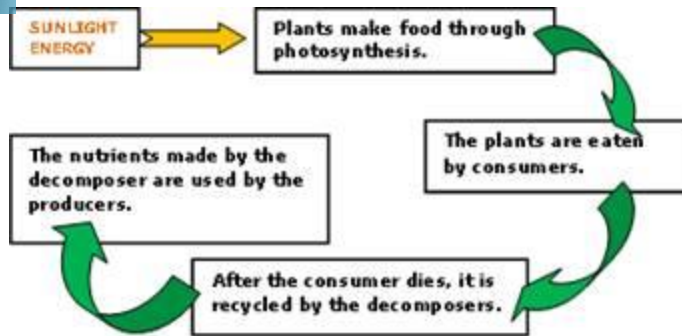 SUNLIGHT
ENERGY
Plants make food through
photosynthesis.
The plants are eaten
by consumers.
After the consumer dies, it is
recycled by the decomposers.
The nutrients made by the
decomposer are used by the
producers.